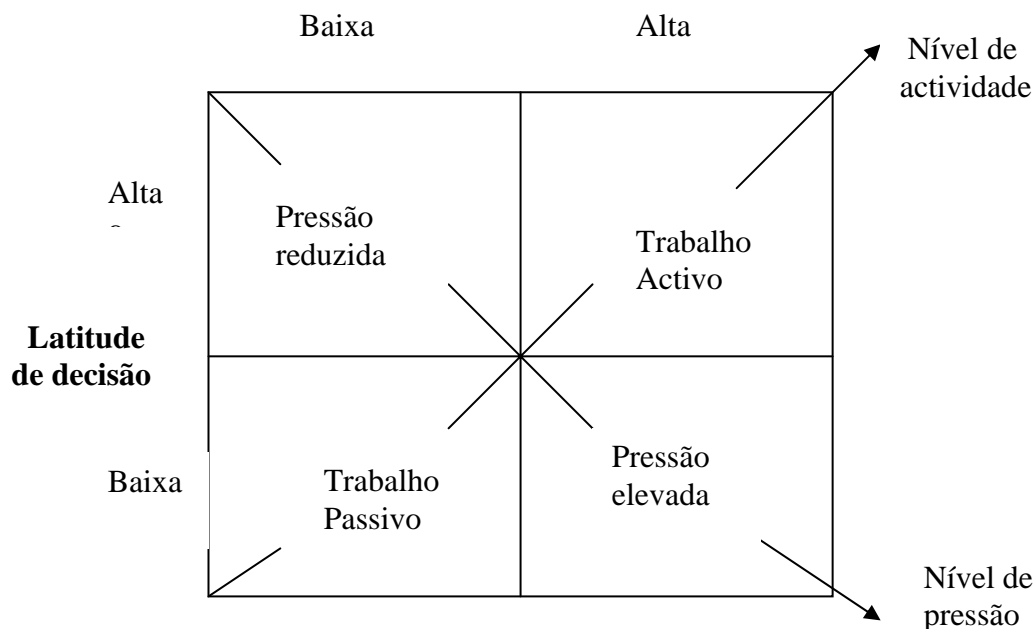 Baixa Alta
Nível de
actividade
Alta
Pressão
reduzida
Trabalho
Activo
Latitude
de decisão
Baixa
Trabalho
Passivo
Pressão
elevada
Nível de
pressão